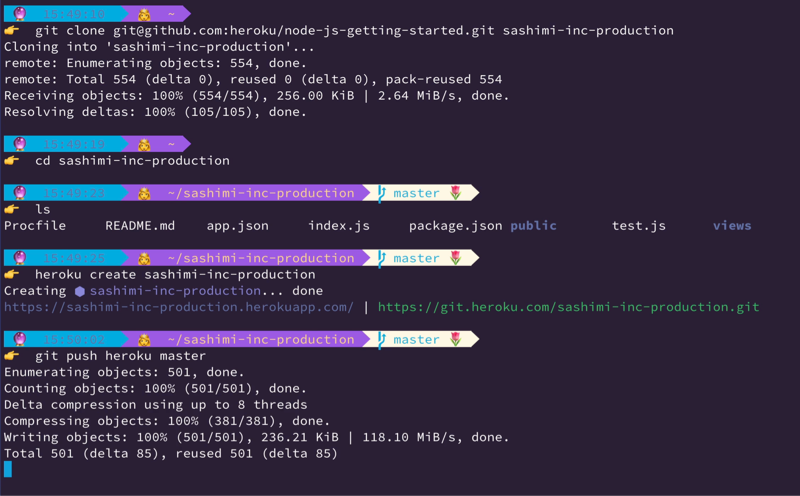 15:49:10 ~
git clone git@github.com:heroku/node-js-getting-started.git sashimi-inc-production
Cloning into 'sashimi-inc-production'...
remote: Enumerating objects: 554, done.
remote: Total 554 (delta 0), reused 0 (delta 0), pack-reused 554
Receiving objects: 100% (554/554), 256.00 KiB | 2.64 MiB/s, done.
Resolving deltas: 100% (105/105), done.
15:49:19 ~
cd sashimi-inc-production
15:49:23 ~/sashimi-inc-production master
ls
Procfile README.md app.json index.js package.json public test.js views
15:49:25 ~/sashimi-inc-production master
heroku create sashimi-inc-production
Creating ⬢ sashimi-inc-production... done
https://sashimi-inc-production.herokuapp.com/ | https://git.heroku.com/sashimi-inc-production.git
15:50:02 ~/sashimi-inc-production master
git push heroku master
Enumerating objects: 501, done.
Counting objects: 100% (501/501), done.
Delta compression using up to 8 threads
Compressing objects: 100% (381/381), done.
Writing objects: 100% (501/501), 236.21 KiB | 118.10 MiB/s, done.
Total 501 (delta 85), reused 501 (delta 85)